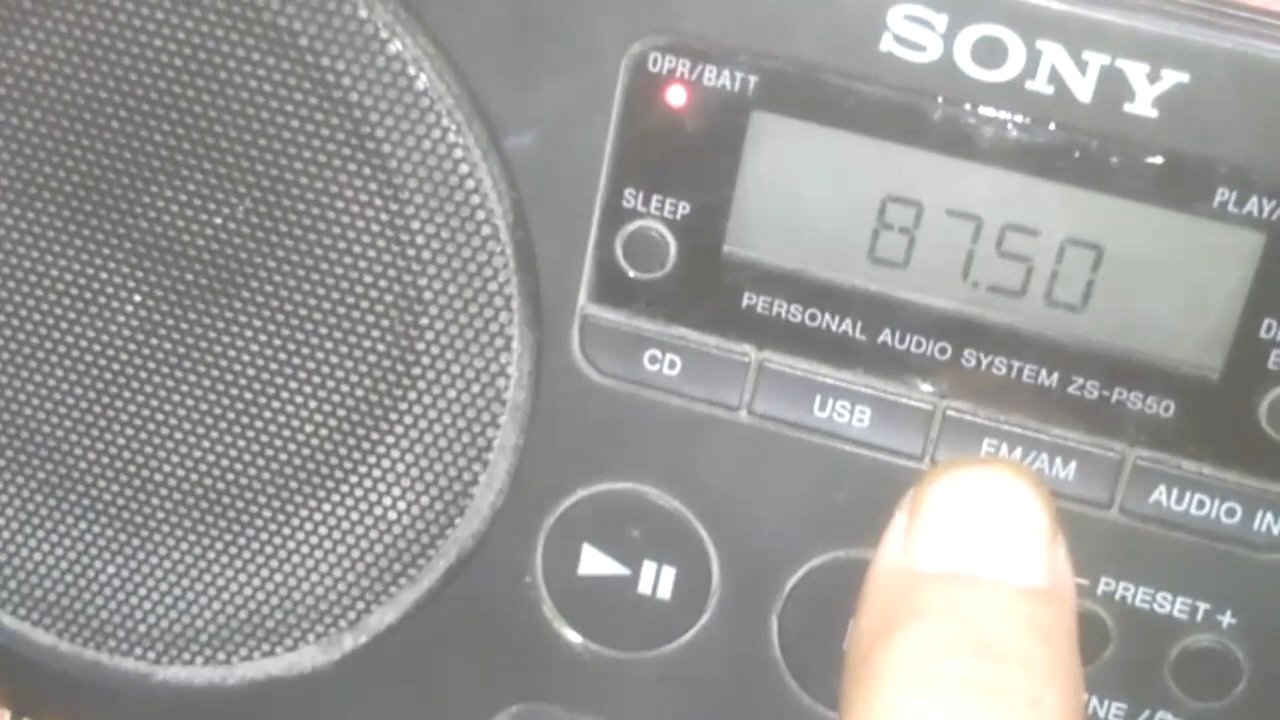 SONY
OPR/BATT
PLAY
SLEEP
87.50
PERSONAL AUDIO SYSTEM ZS-PS50
CD
USB
FM/AM
AUDIO IN
- PRESET +